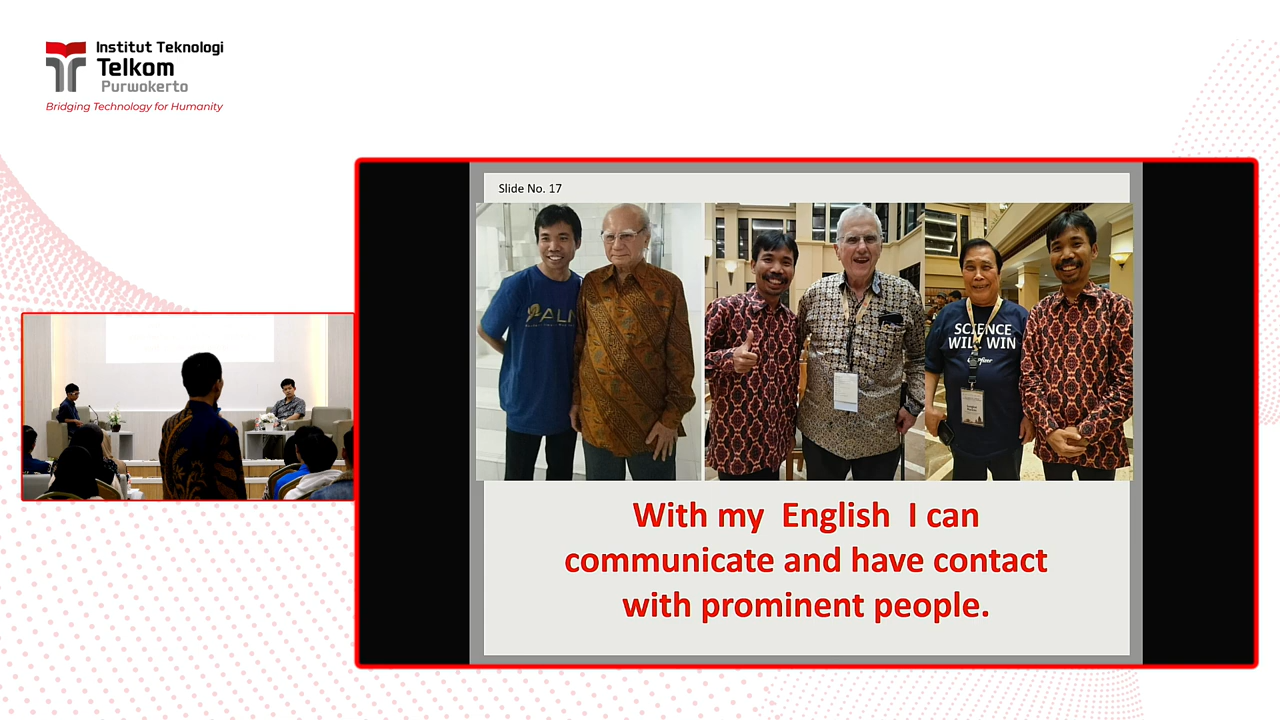 Institut Teknologi
Telkom
Purwokerto
Bridging Technology for Humanity
Slide No. 17
SCIENCE
WILL WIN
Pfizer
With my  English  I can
communicate and have contact
with prominent people.